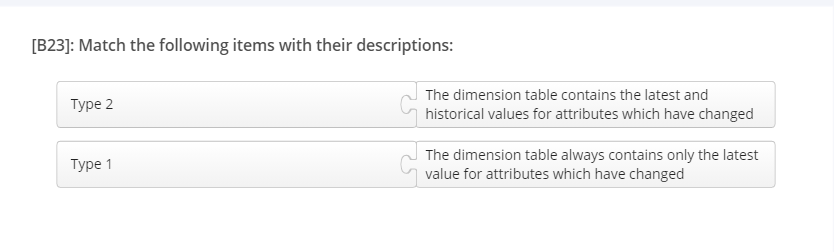 [B23]: Match the following items with their descriptions:
Type 2
The dimension table contains the latest and
historical values for attributes which have changed
Type 1
The dimension table always contains only the latest
value for attributes which have changed